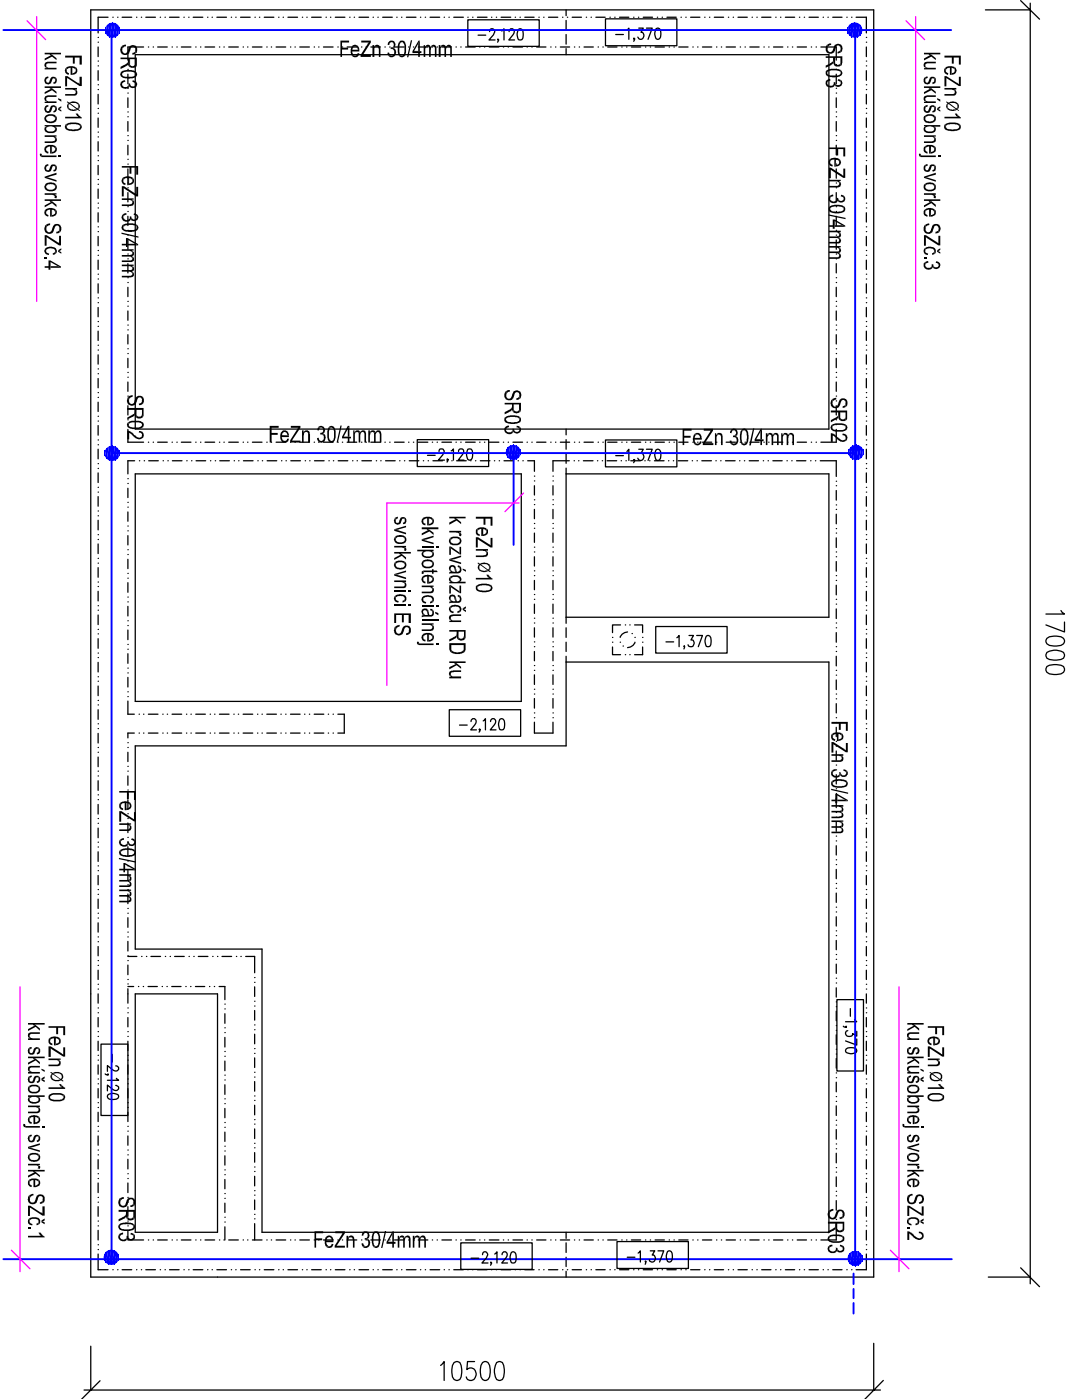 -2,120
-1,370
FeZn 30/4mm
SR03
SR03
FeZn ø10
ku skúšobnej svorke SZč.4
FeZn ø10
ku skúšobnej svorke SZč.3
FeZn 30/4mm
FeZn 30/4mm
SR02
SR03
SR02
FeZn 30/4mm
FeZn 30/4mm
-2,120
-1,370
FeZn ø10
k rozvádzaču RD ku
ekvipotenciálnej
svorkovnici ES
-1,370
17000
-2,120
FeZn 30/4mm
FeZn 30/4mm
-1,370
-2,120
FeZn ø10
ku skúšobnej svorke SZč.1
FeZn ø10
ku skúšobnej svorke SZč.2
SR03
SR03
FeZn 30/4mm
-2,120
-1,370
10500